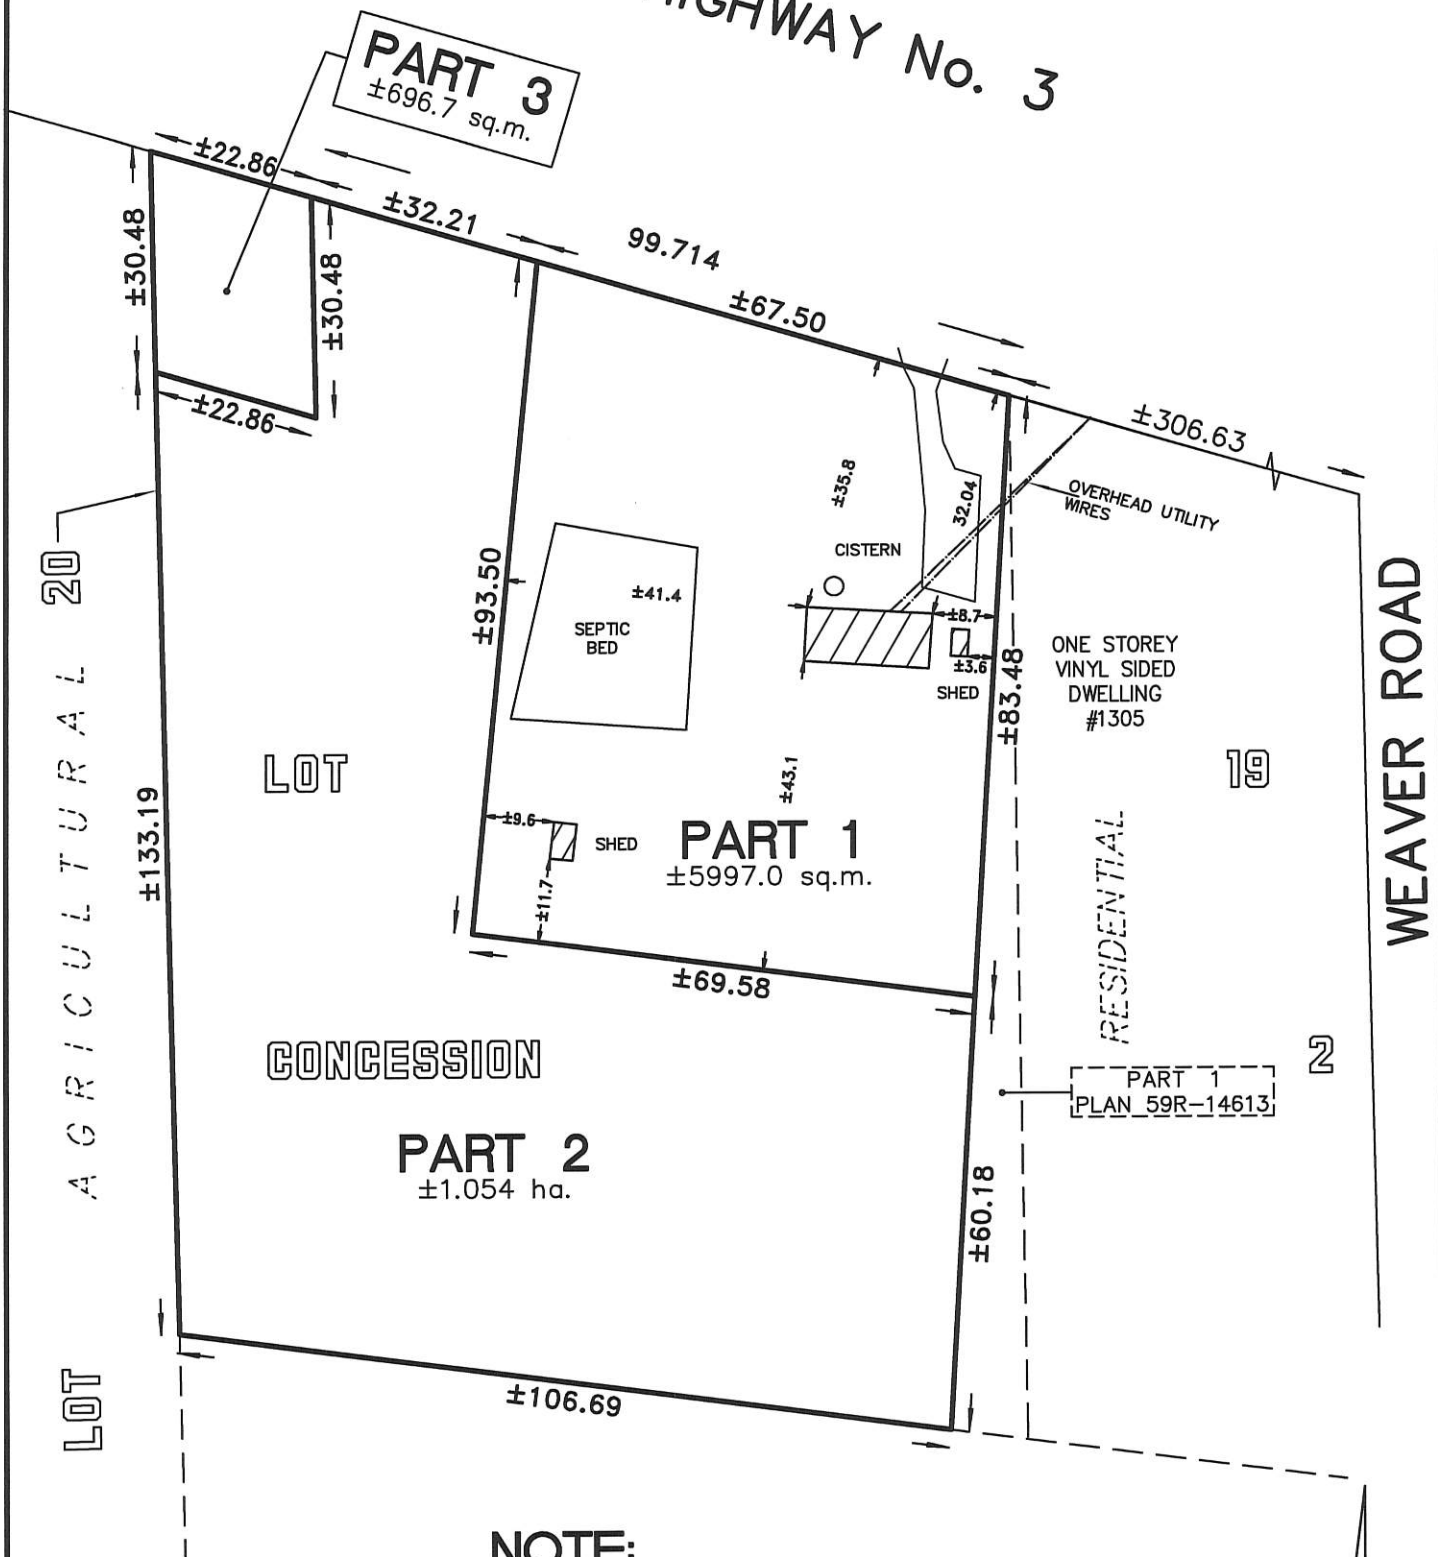 HIGHWAY No. 3
PART 3
±696.7 sq.m.
±22.86
±32.21
99.714
±67.50
±306.63
±30.48
±30.48
±22.86
±35.8
32.04
OVERHEAD UTILITY
WIRES
CISTERN
±93.50
±41.4
SEPTIC
BED
±8.7
±3.6
SHED
±83.48
ONE STOREY
VINYL SIDED
DWELLING
#1305
WEAVER ROAD
LOT
19
±43.1
±133.19
±9.6
SHED
±11.7
PART 1
±5997.0 sq.m.
RESIDENTIAL
±69.58
CONCESSION
2
PART 1
PLAN 59R-14613
PART 2
±1.054 ha.
±60.18
AGRICULTURAL
LOT 20
±106.69
NOTE: